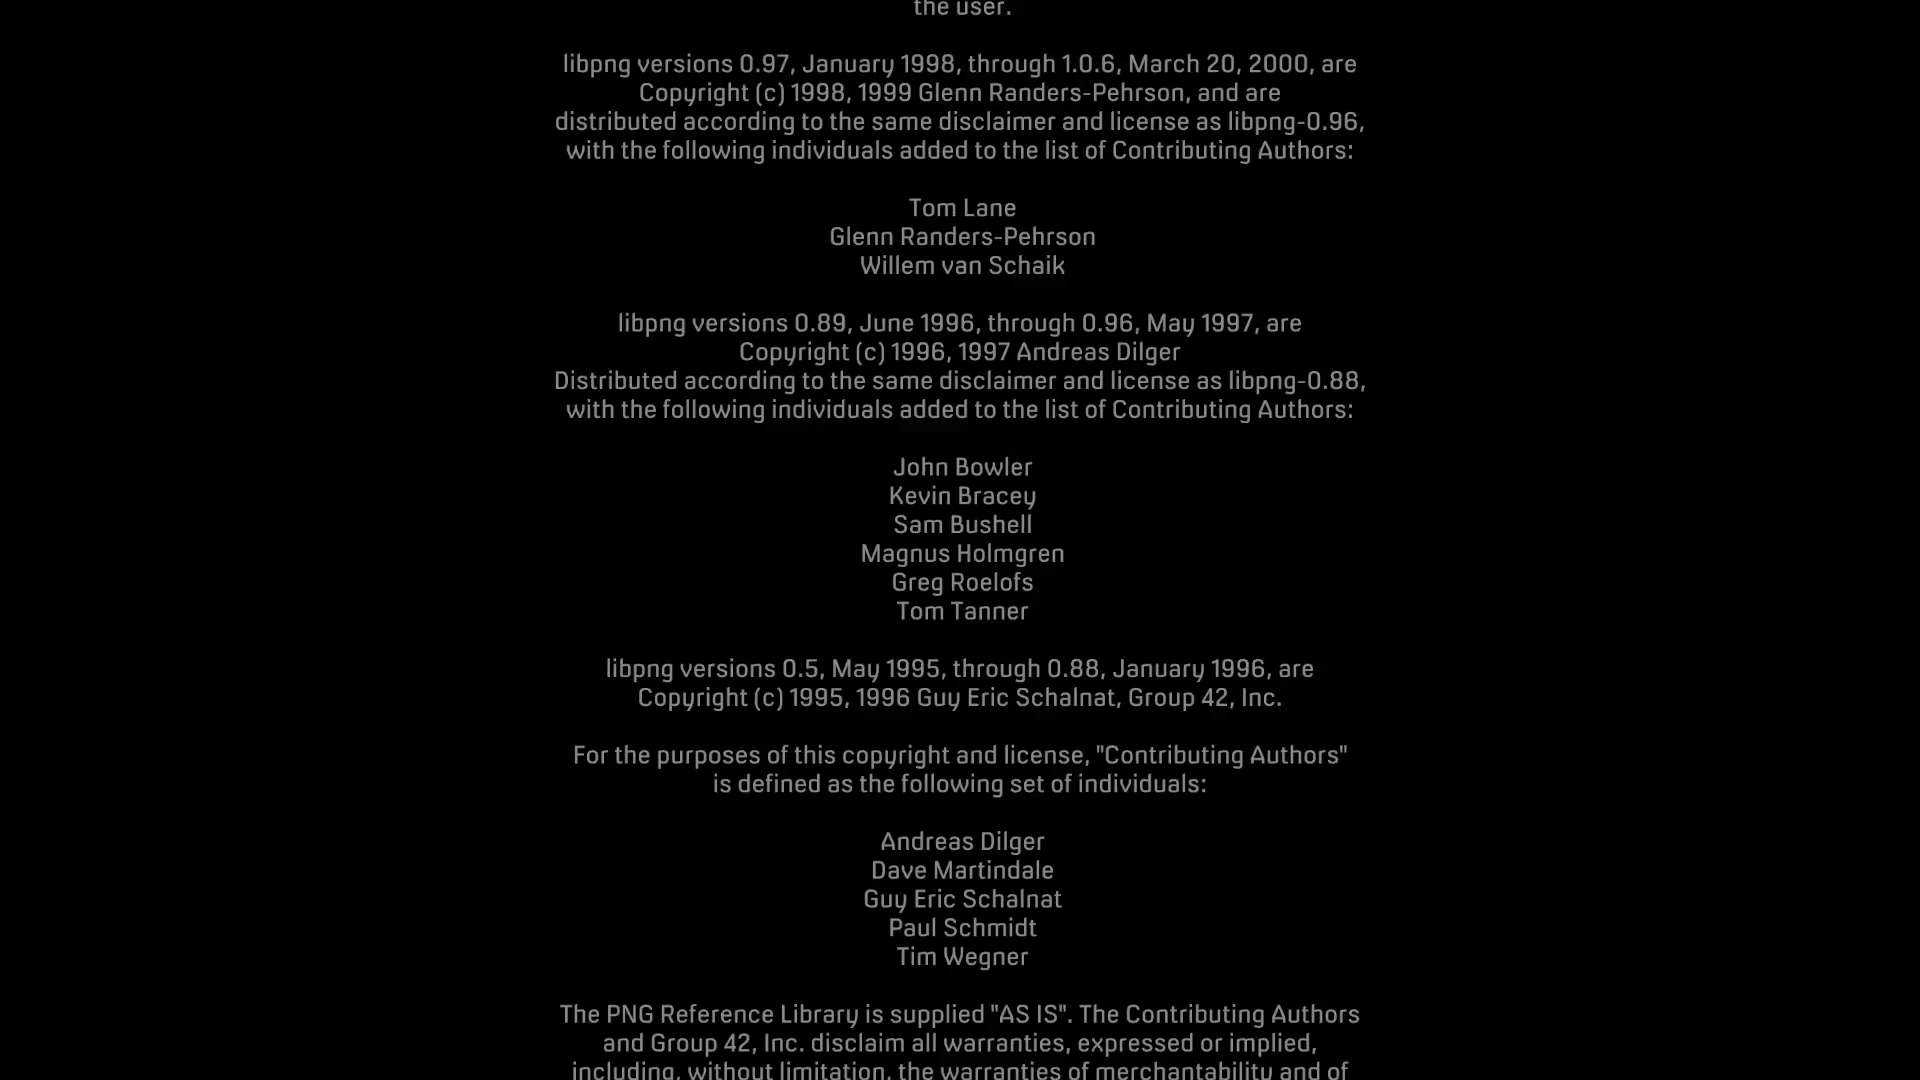 the user.
libpng versions 0.97, January 1998, through 1.0.6, March 20, 2000, are
Copyright (c) 1998, 1999 Glenn Randers-Pehrson, and are
distributed according to the same disclaimer and license as libpng-0.96,
with the following individuals added to the list of Contributing Authors:
Tom Lane
Glenn Randers-Pehrson
Willem van Schaik
libpng versions 0.89, June 1996, through 0.96, May 1997, are
Copyright (c) 1996, 1997 Andreas Dilger
Distributed according to the same disclaimer and license as libpng-0.88,
with the following individuals added to the list of Contributing Authors:
John Bowler
Kevin Bracey
Sam Bushell
Magnus Holmgren
Greg Roelofs
Tom Tanner
libpng versions 0.5, May 1995, through 0.88, January 1996, are
Copyright (c) 1995, 1996 Guy Eric Schalnat, Group 42, Inc.
For the purposes of this copyright and license, "Contributing Authors"
is defined as the following set of individuals:
Andreas Dilger
Dave Martindale
Guy Eric Schalnat
Paul Schmidt
Tim Wegner
The PNG Reference Library is supplied "AS IS". The Contributing Authors
and Group 42, Inc. disclaim all warranties, expressed or implied,
including, without limitation, the warranties of merchantability and of